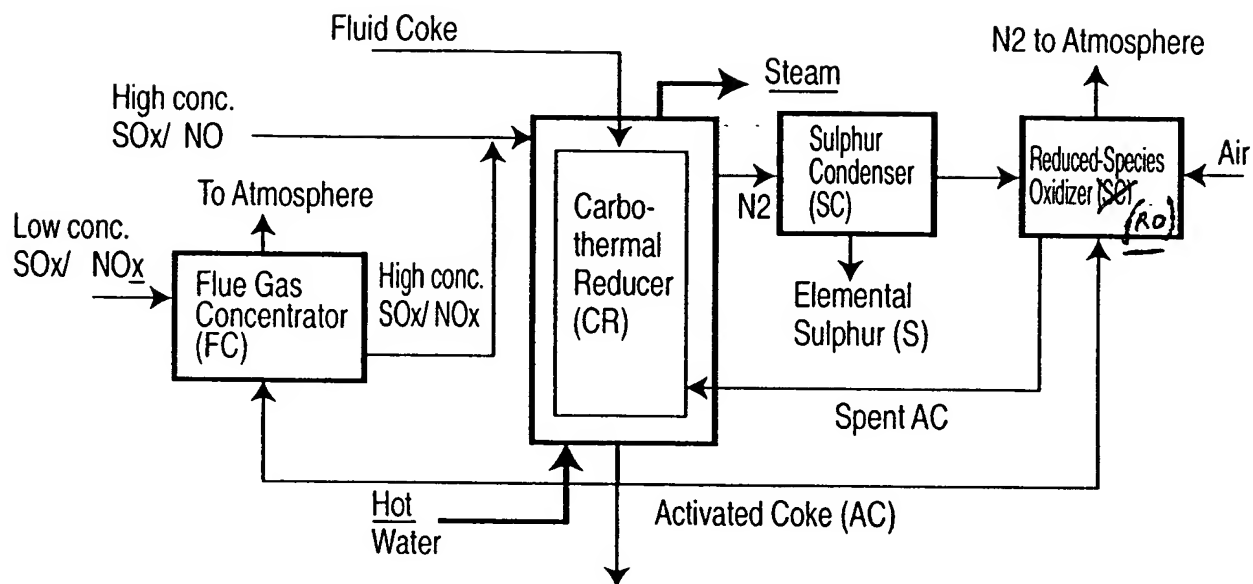 Fluid Coke
N2 to Atmosphere
High conc.
SOx/ NO
Steam
Sulphur
Condenser
(SC)
Reduced-Species
Oxidizer (SC)
(RO)
Air
To Atmosphere
Carbo-
thermal
Reducer
(CR)
N2
Low conc.
SOx/ NOx
Flue Gas
Concentrator
(FC)
High conc.
SOx/ NOx
Elemental
Sulphur (S)
Spent AC
Hot
Water
Activated Coke (AC)